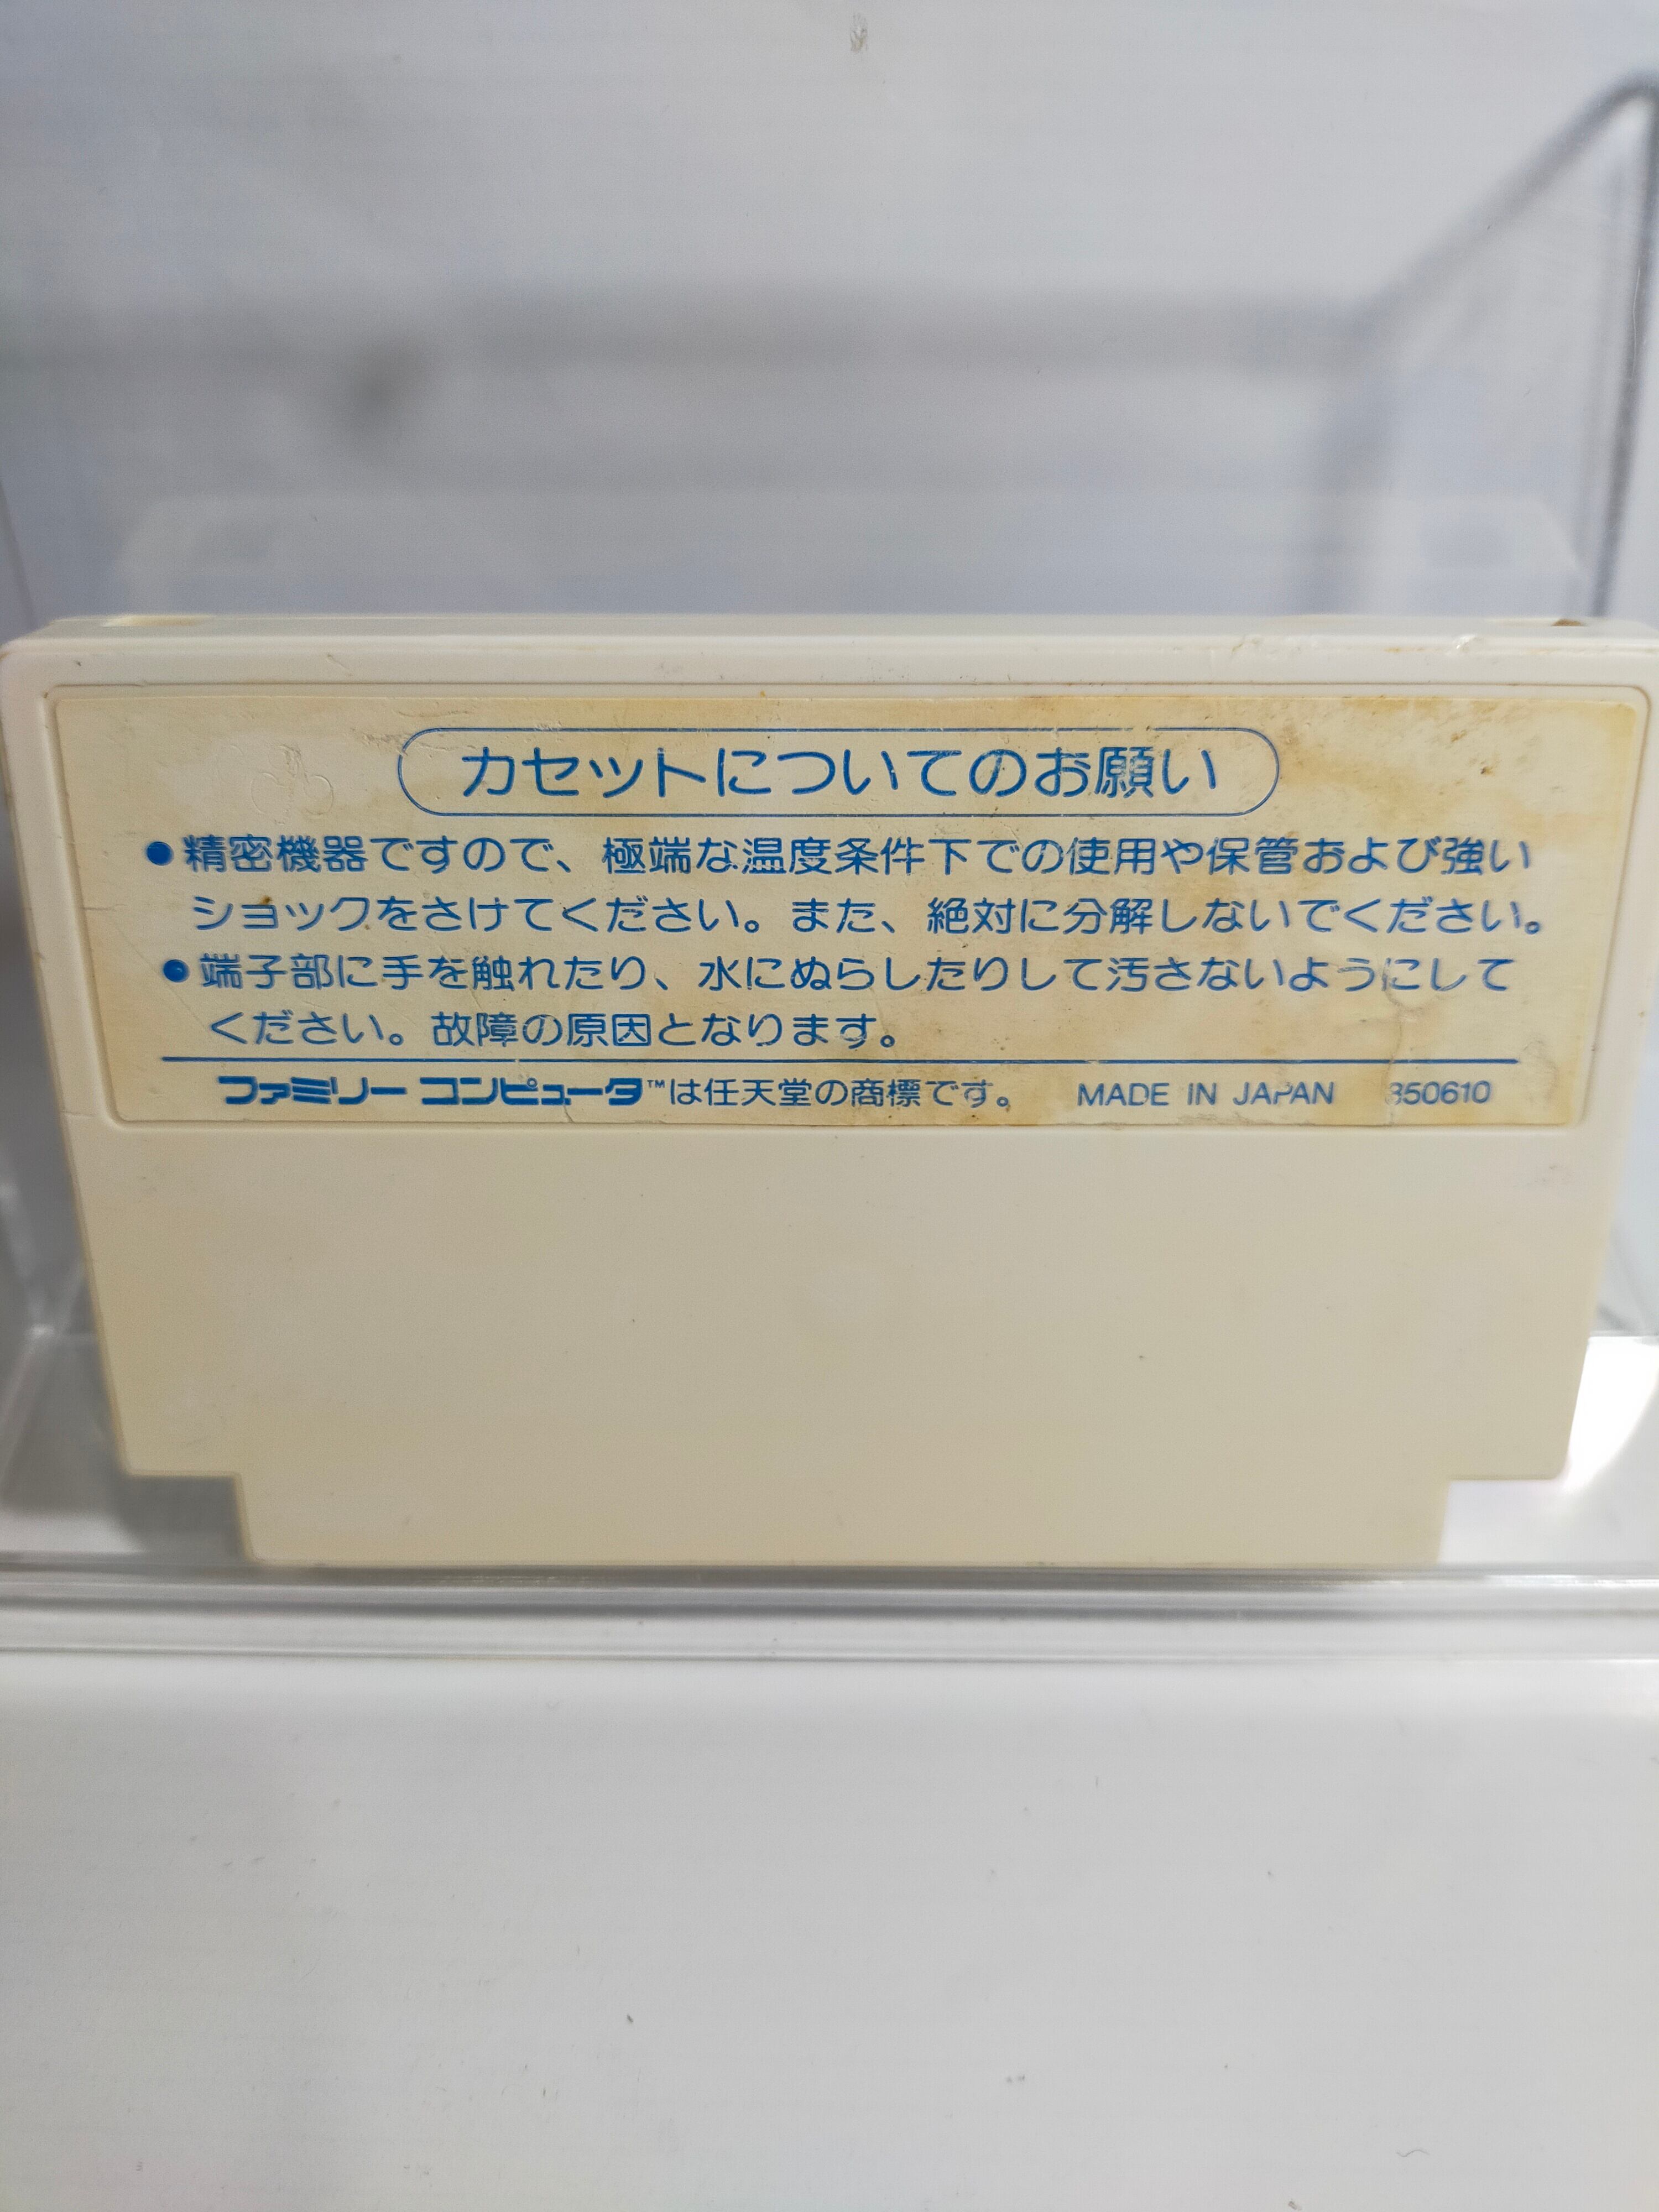 カセットについてのお願い
●精密機器ですので、極端な温度条件下での使用や保管および強い
ショックをさけてください。また、絶対に分解しないでください。
●端子部に手を触れたり、水にぬらしたりして汚さないようにして
ください。故障の原因となります。
ファミリー コンピュータ™は任天堂の商標です。 MADE IN JAPAN 850610